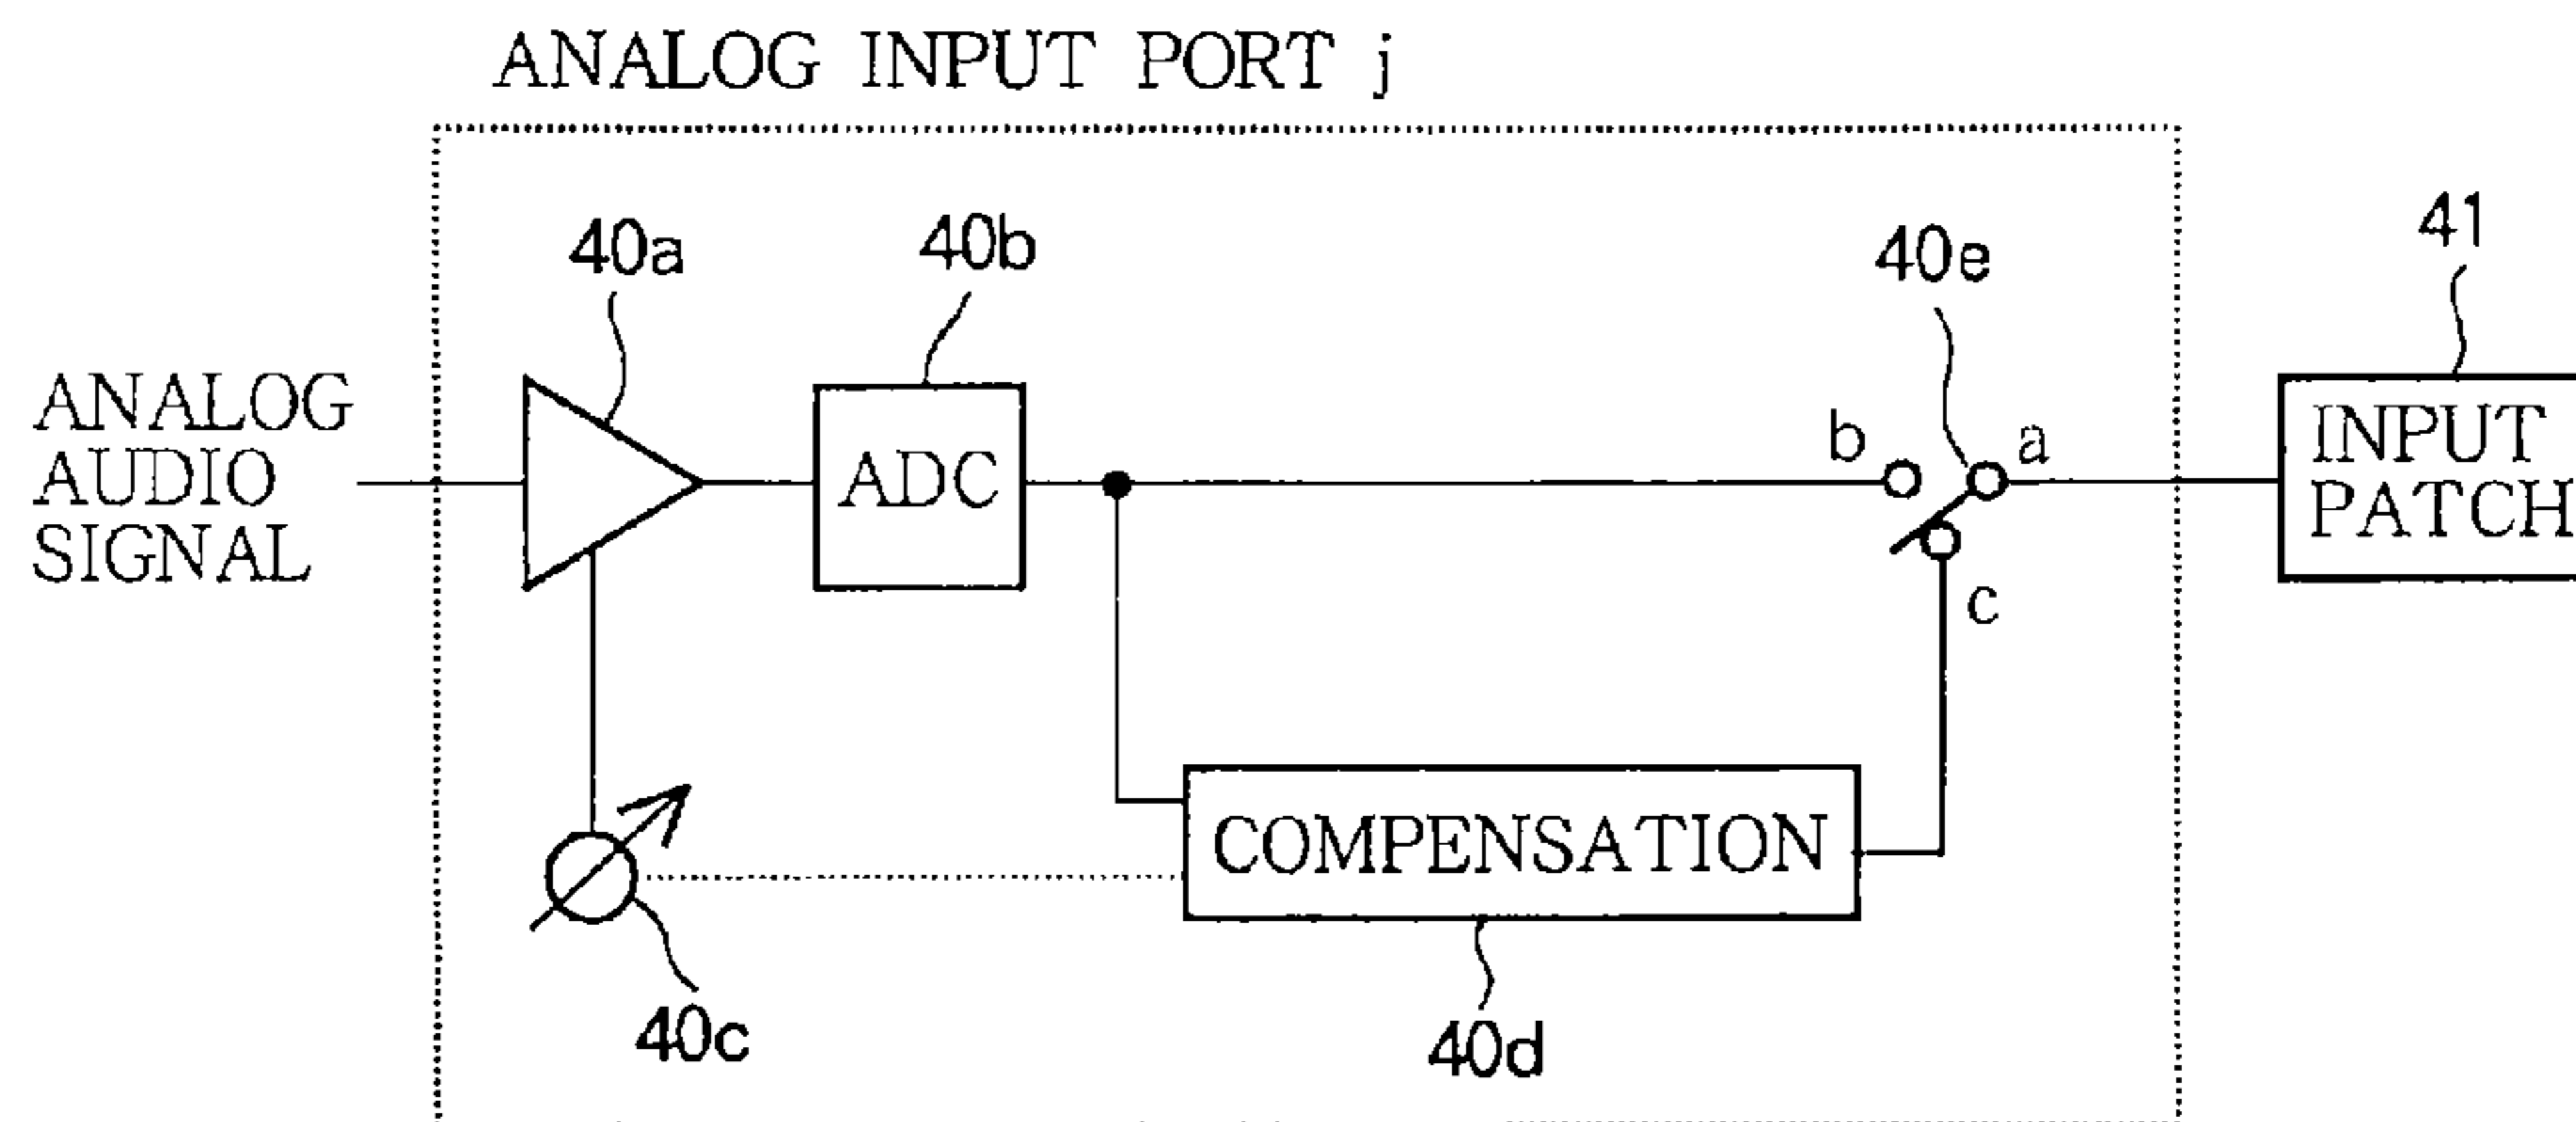 ANALOG INPUT PORT j
40a
40b
40e
41
ANALOG
AUDIO
SIGNAL
ADC
b
a
c
INPUT
PATCH
COMPENSATION
40c
40d